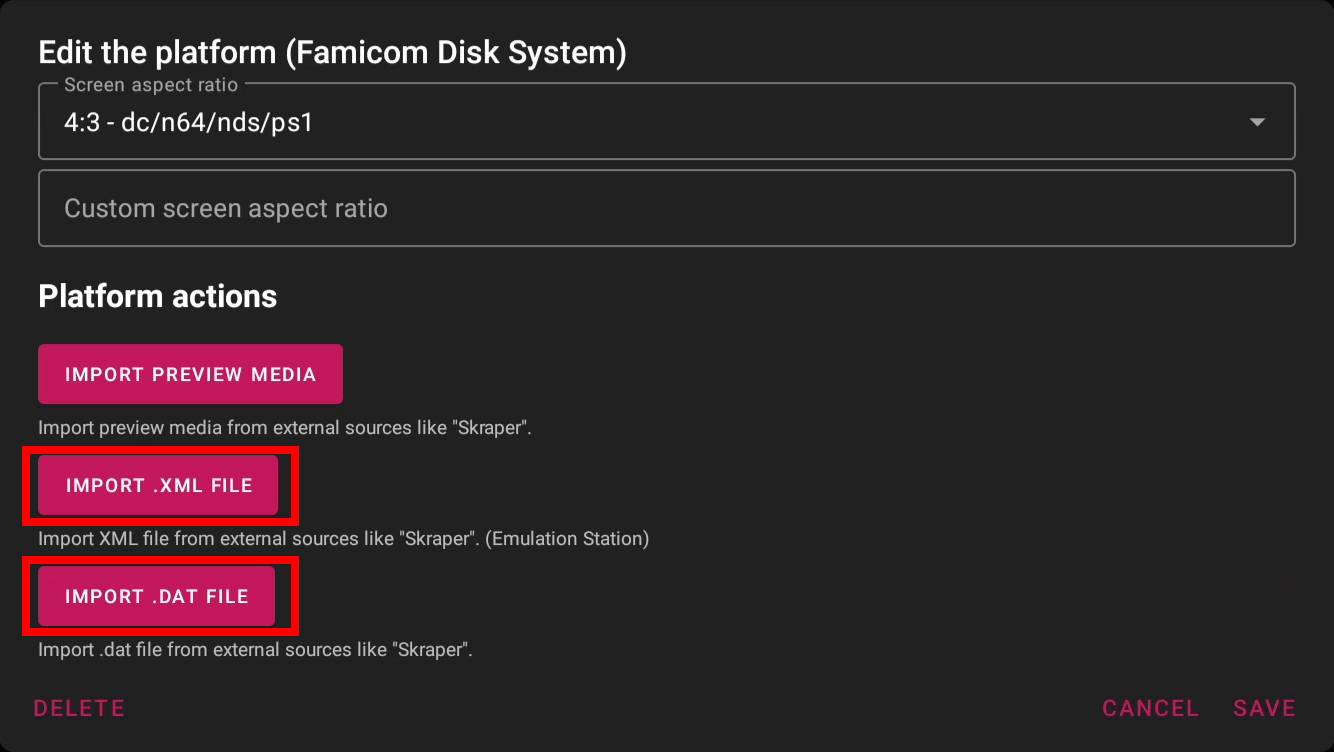 Edit the platform (Famicom Disk System)
Screen aspect ratio
4:3 - dc/n64/nds/ps1
Custom screen aspect ratio
Platform actions
IMPORT PREVIEW MEDIA
Import preview media from external sources like "Skraper".
IMPORT .XML FILE
Import XML file from external sources like "Skraper". (Emulation Station)
IMPORT .DAT FILE
Import .dat file from external sources like "Skraper".
DELETE CANCEL SAVE